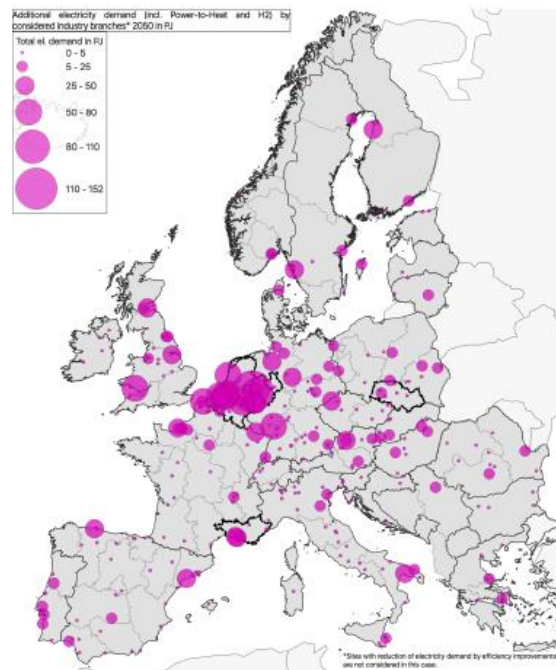 Additional electricity demand (incl. Power-to-Heat and H2) by
considered industry branches* 2050 in PJ
Total el. demand in PJ
0 - 5
5 - 25
25 - 50
50 - 80
80 - 110
110 - 152
*Sites with reduction of electricity demand by efficiency improvements
are not considered in this case.